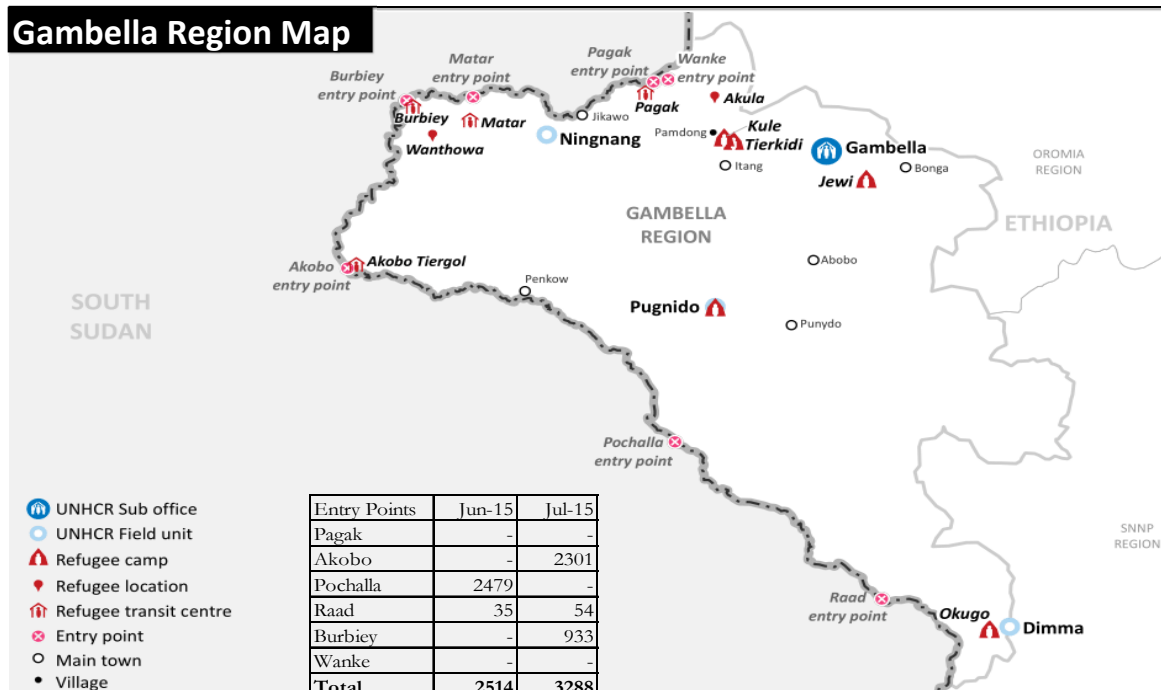 Gambella Region Map
Pagak
entry point
Wanke
entry point
Matar
entry point
Burbiey
entry point
Burbiey
Matar
Wanthowa
Jikawo
Ningnang
Pagak
Akula
Pamdong
Kule
Tierkidi
Itang
Gambella
Jewi
Bonga
OROMIA
REGION
ETHIOPIA
GAMBELLA
REGION
Akobo
entry point
Akobo Tiergol
Penkow
Abobo
SOUTH
SUDAN
Pugnido
Punydo
Pochalla
entry point
SNNP
REGION
Raad
entry point
Okugo
Dimma
UNHCR Sub office
UNHCR Field unit
Refugee camp
Refugee location
Refugee transit centre
Entry point
Main town
Village
Entry Points Jun-15 Jul-15
Pagak - -
Akobo - 2301
Pochalla 2479 -
Raad 35 54
Burbiey - 933
Wanke - -
Total 2514 3288